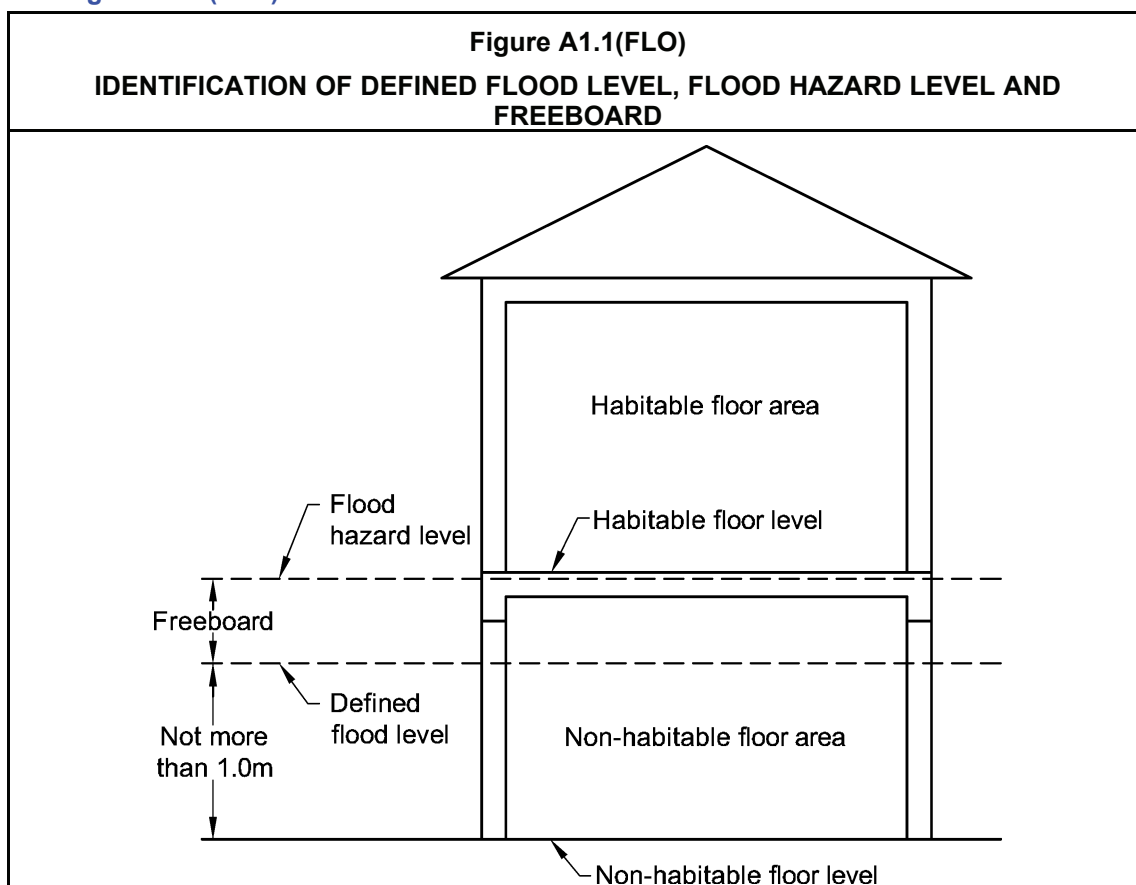 Figure A1.1(FLO)
IDENTIFICATION OF DEFINED FLOOD LEVEL, FLOOD HAZARD LEVEL AND
FREEBOARD
Habitable floor area
Flood
hazard level
Habitable floor level
Freeboard
Defined
flood level
Not more
than 1.0m
Non-habitable floor area
Non-habitable floor level